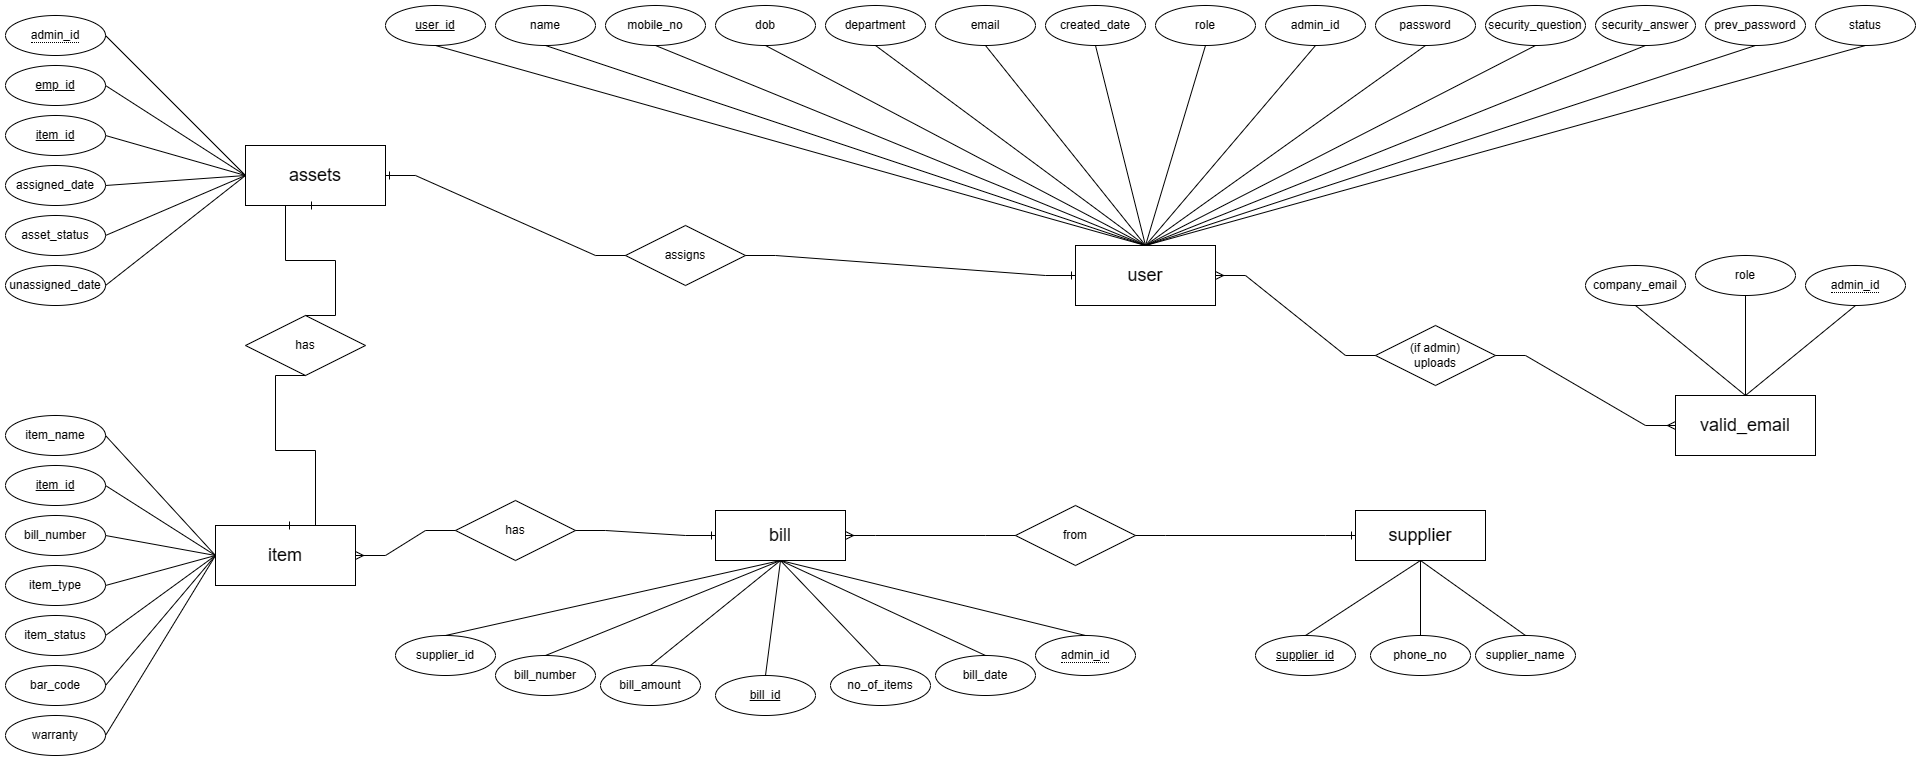 user_id
name
mobile_no
dob
department
email
created_date
role
admin_id
password
security_question
security_answer
prev_password
status
admin_id
emp_id
item_id
assigned_date
asset_status
unassigned_date
assets
assigns
user
company_email
role
admin_id
(if admin)
uploads
valid_email
has
item_name
item_id
bill_number
item_type
item_status
bar_code
warranty
item
has
bill
from
supplier
supplier_id
bill_number
bill_amount
bill_id
no_of_items
bill_date
admin_id
supplier_id
phone_no
supplier_name